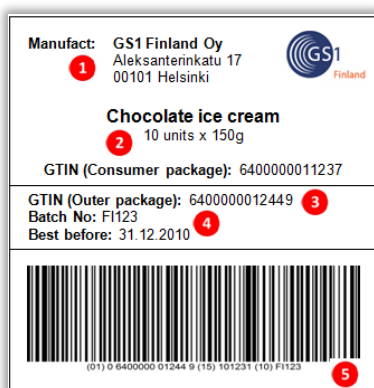 Manufact: GS1 Finland Oy
Aleksanterinkatu 17
00101 Helsinki
1
GS1
Finland
Chocolate ice cream
2
10 units x 150g
GTIN (Consumer package): 6400000011237
GTIN (Outer package): 6400000012449
3
Batch No: FI123
4
Best before: 31.12.2010
(01) 0 6400000 01244 9 (15) 101231 (10) FI123
5